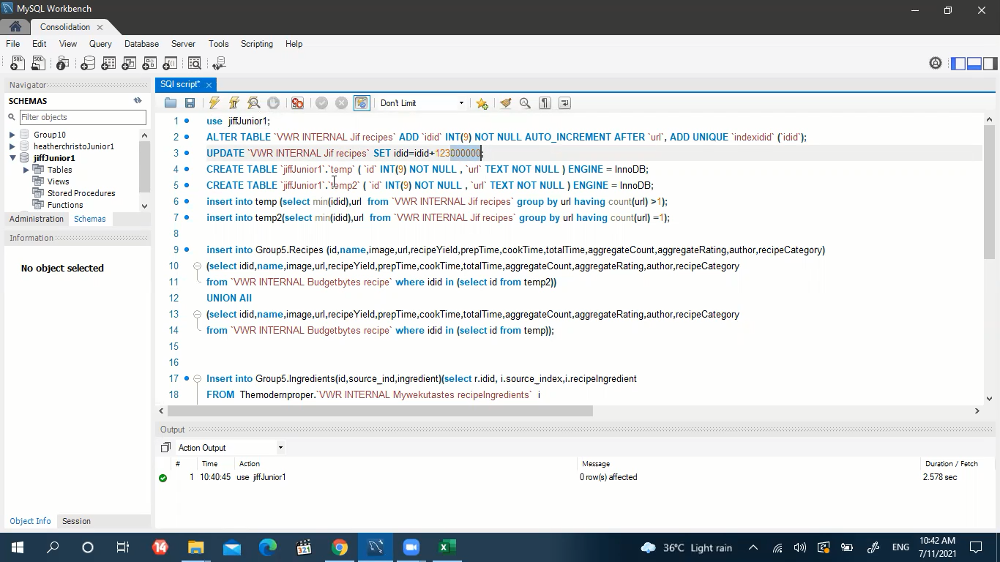 MySQL Workbench
Consolidation
File Edit View Query Database Server Tools Scripting Help
Navigator
SCHEMAS
Filter objects
Group10
heatherchristoJunior1
jiffJunior1
Tables
Views
Stored Procedures
Functions
Administration Schemas
Information
No object selected
Object Info Session
SQl script*
Don't Limit
1 use jiffJunior1;
2 ALTER TABLE `VWR INTERNAL Jif recipes` ADD `idid` INT(9) NOT NULL AUTO_INCREMENT AFTER `url`, ADD UNIQUE `indexidid` (`idid`);
3 UPDATE `VWR INTERNAL Jif recipes` SET idid=idid+123000000;
4 CREATE TABLE `jiffJunior1`.`temp` ( `id` INT(9) NOT NULL , `url` TEXT NOT NULL ) ENGINE = InnoDB;
5 CREATE TABLE `jiffJunior1`.`temp2` ( `id` INT(9) NOT NULL , `url` TEXT NOT NULL ) ENGINE = InnoDB;
6 insert into temp (select min(idid),url from `VWR INTERNAL Jif recipes` group by url having count(url) >1);
7 insert into temp2(select min(idid),url from `VWR INTERNAL Jif recipes` group by url having count(url) =1);
8
9 insert into Group5.Recipes (id,name,image,url,recipeYield,prepTime,cookTime,totalTime,aggregateCount,aggregateRating,author,recipeCategory)
10 (select idid,name,image,url,recipeYield,prepTime,cookTime,totalTime,aggregateCount,aggregateRating,author,recipeCategory
11 from `VWR INTERNAL Budgetbytes recipe` where idid in (select id from temp2))
12 UNION All
13 (select idid,name,image,url,recipeYield,prepTime,cookTime,totalTime,aggregateCount,aggregateRating,author,recipeCategory
14 from `VWR INTERNAL Budgetbytes recipe` where idid in (select id from temp));
15
16
17 Insert into Group5.Ingredients(id,source_ind,ingredient)(select r.idid, i.source_index,i.recipeIngredient
18 FROM Themodernproper.`VWR INTERNAL Mywekutastes recipeIngredients` i
Output
Action Output
# Time Action Message Duration / Fetch
1 10:40:45 use jiffJunior1 0 row(s) affected 2.578 sec
14
321
36°C Light rain
ENG
10:42 AM
7/11/2021